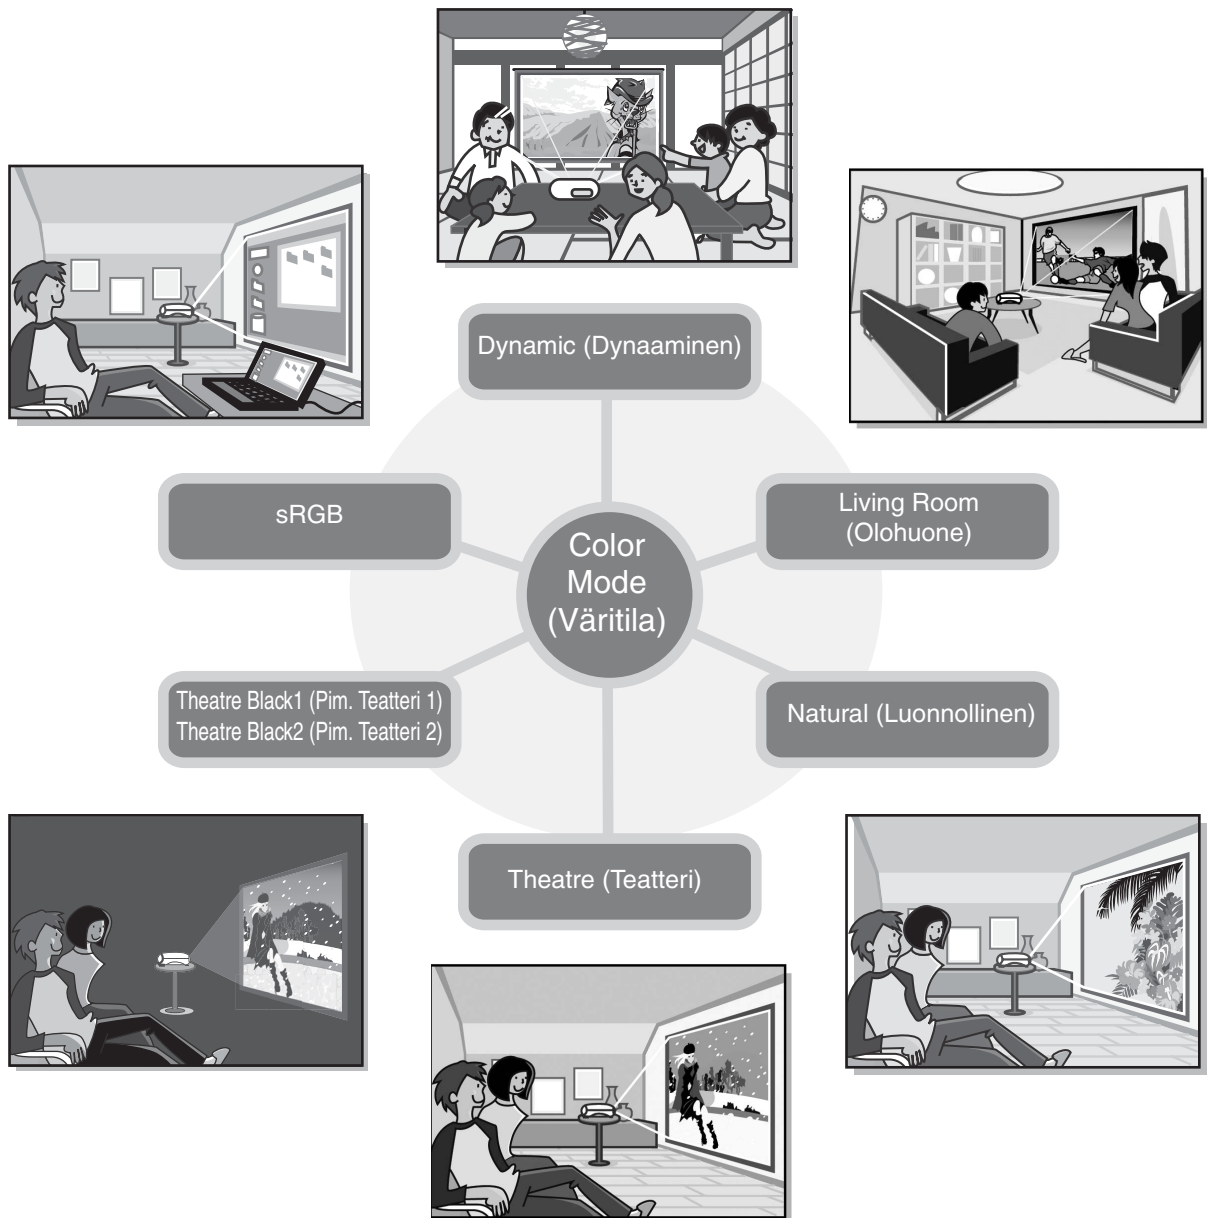 Dynamic (Dynaaminen)
sRGB
Living Room
(Olohuone)
Color
Mode
(Väritila)
Theatre Black1 (Pim. Teatteri 1)
Theatre Black2 (Pim. Teatteri 2)
Natural (Luonnollinen)
Theatre (Teatteri)